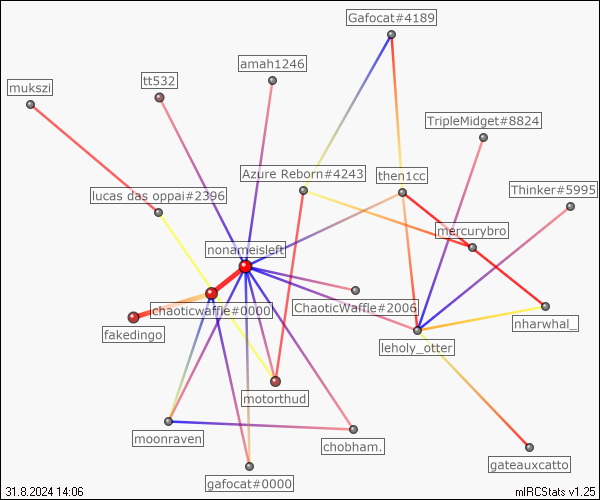 Gafocat#4189
amah1246
tt532
mukszi
TripleMidget#8824
Azure Reborn#4243
then1cc
Thinker#5995
lucas das oppai#2396
mercurybro
nonameisleft
chaoticwaffle#0000
ChaoticWaffle#2006
nharwhal_
fakedingo
leholy_otter
motorthud
moonraven
chobham.
gateauxcatto
gafocat#0000
31.8.2024 14:06
mIRCStats v1.25